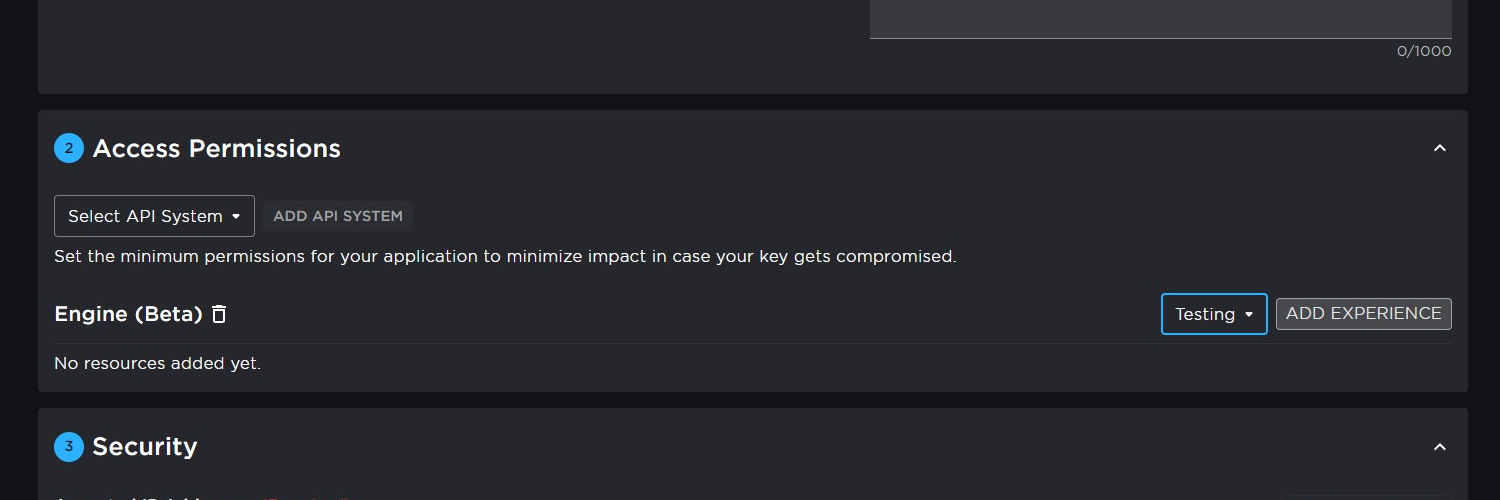 0/1000
2 Access Permissions
Select API System ADD API SYSTEM
Set the minimum permissions for your application to minimize impact in case your key gets compromised.
Engine (Beta) Testing ADD EXPERIENCE
No resources added yet.
3 Security